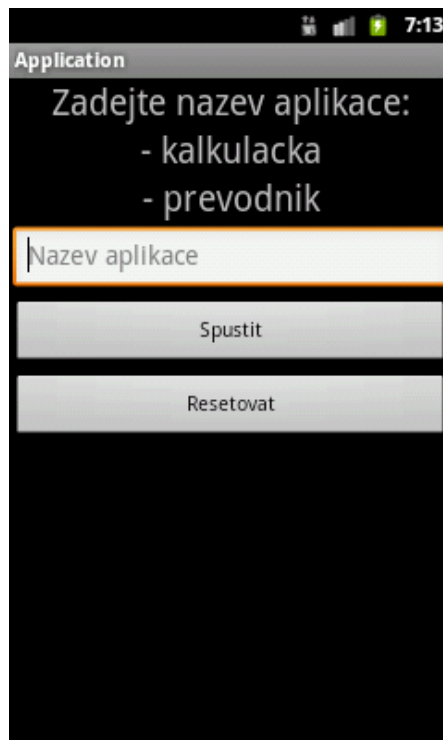 7:13
Application
Zadejte nazev aplikace:
- kalkulacka
- prevodnik
Nazev aplikace
Spustit
Resetovat